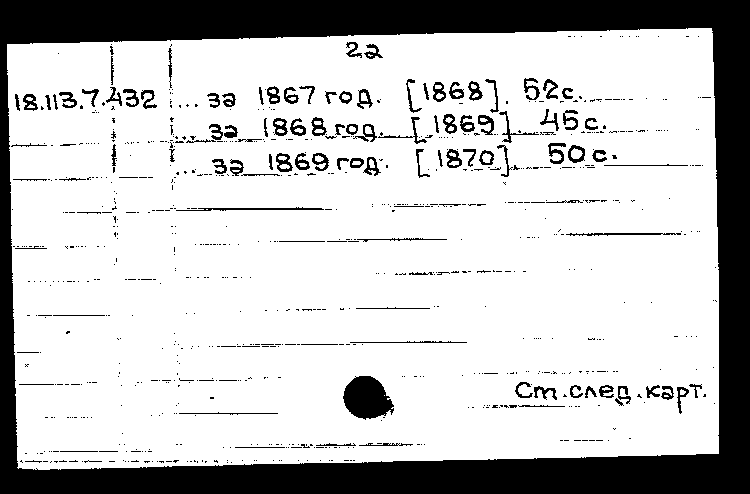 2а
18.113.7.432 ... за 1867 год. [1868]. 52с.
... за 1868 год. [1869]. 45с.
... за 1869 год. [1870]. 50с.
Ст.след.карт.